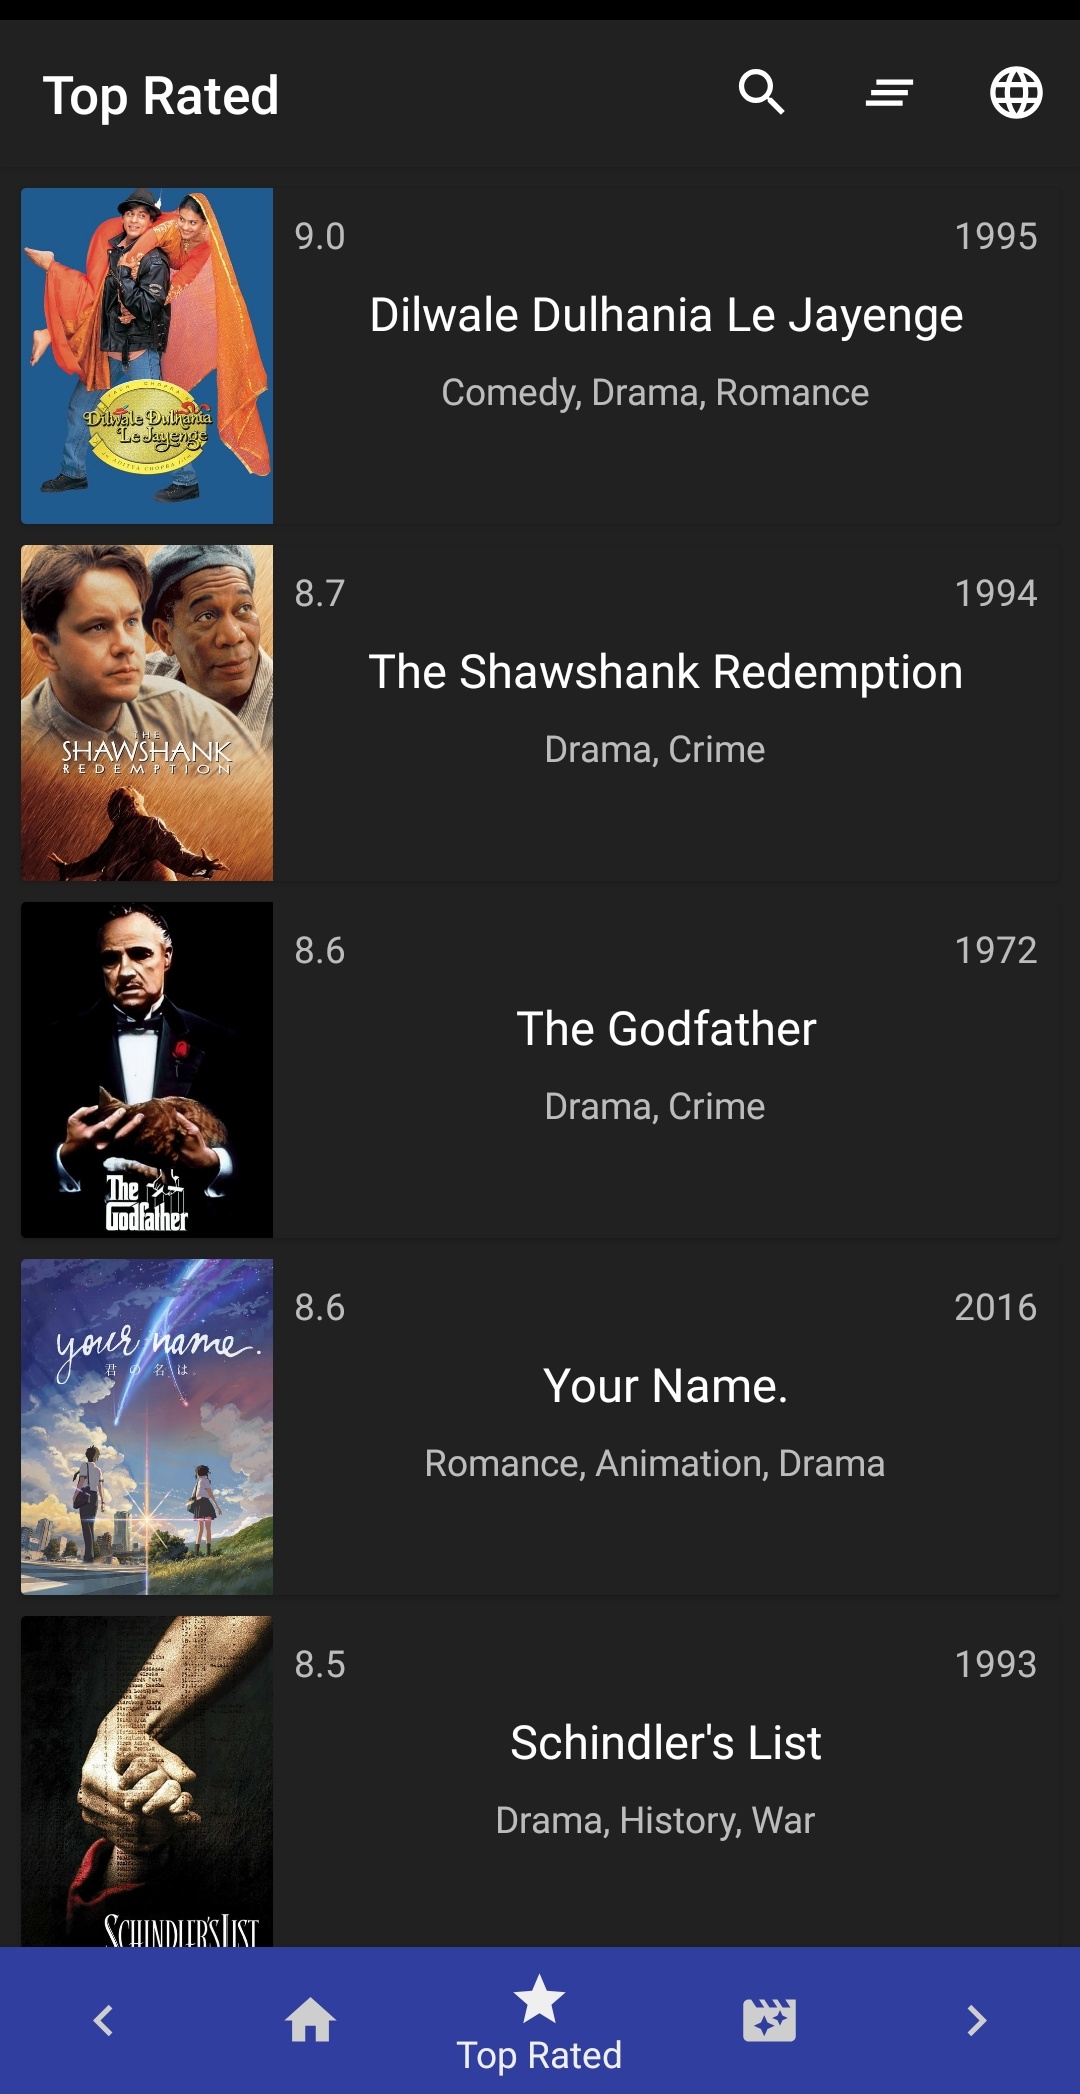 Top Rated
9.0
1995
Dilwale Dulhania Le Jayenge
Comedy, Drama, Romance
Dilwale Dulhania
Le Jayenge
8.7
1994
The Shawshank Redemption
Drama, Crime
THE
SHAWSHANK
REDEMPTION
8.6
1972
The Godfather
Drama, Crime
The
Godfather
8.6
2016
Your Name.
Romance, Animation, Drama
your name.
君の名は。
8.5
1993
Schindler's List
Drama, History, War
SCHINDLER'S LIST
Top Rated